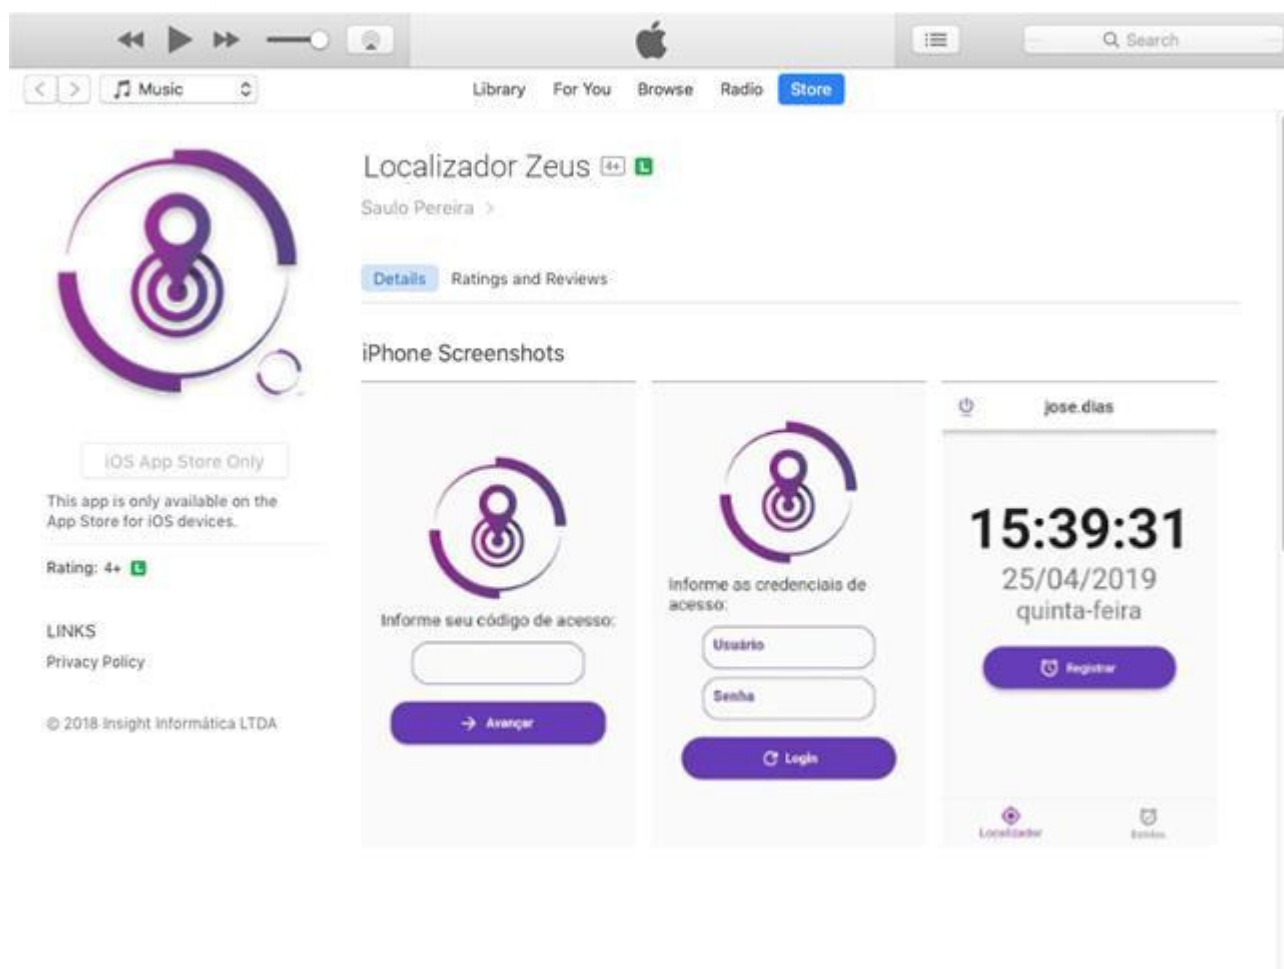 Search
Music
Library For You Browse Radio Store
Localizador Zeus 4+ L
Saulo Pereira >
Details Ratings and Reviews
iPhone Screenshots
iOS App Store Only
This app is only available on the
App Store for iOS devices.
Rating: 4+ L
LINKS
Privacy Policy
© 2018 Insight Informática LTDA
Informe seu código de acesso:
Avançar
Informe as credenciais de
acesso:
Usuário
Senha
Login
jose.dias
15:39:31
25/04/2019
quinta-feira
Registrar
Localizador